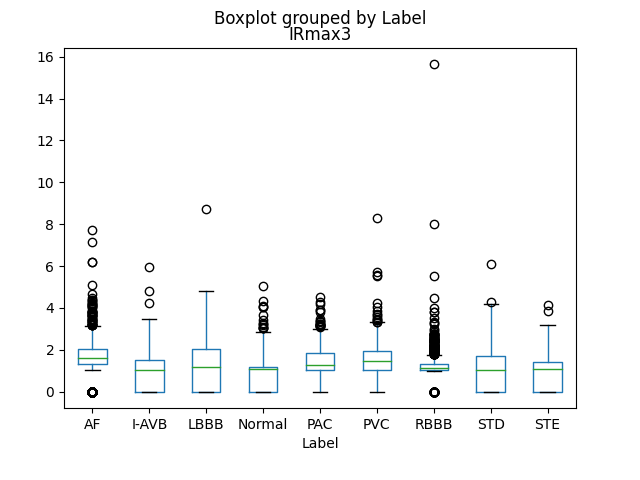 Boxplot grouped by Label
IRmax3
16
14
12
10
8
6
4
2
0
AF I-AVB LBBB Normal PAC PVC RBBB STD STE
Label